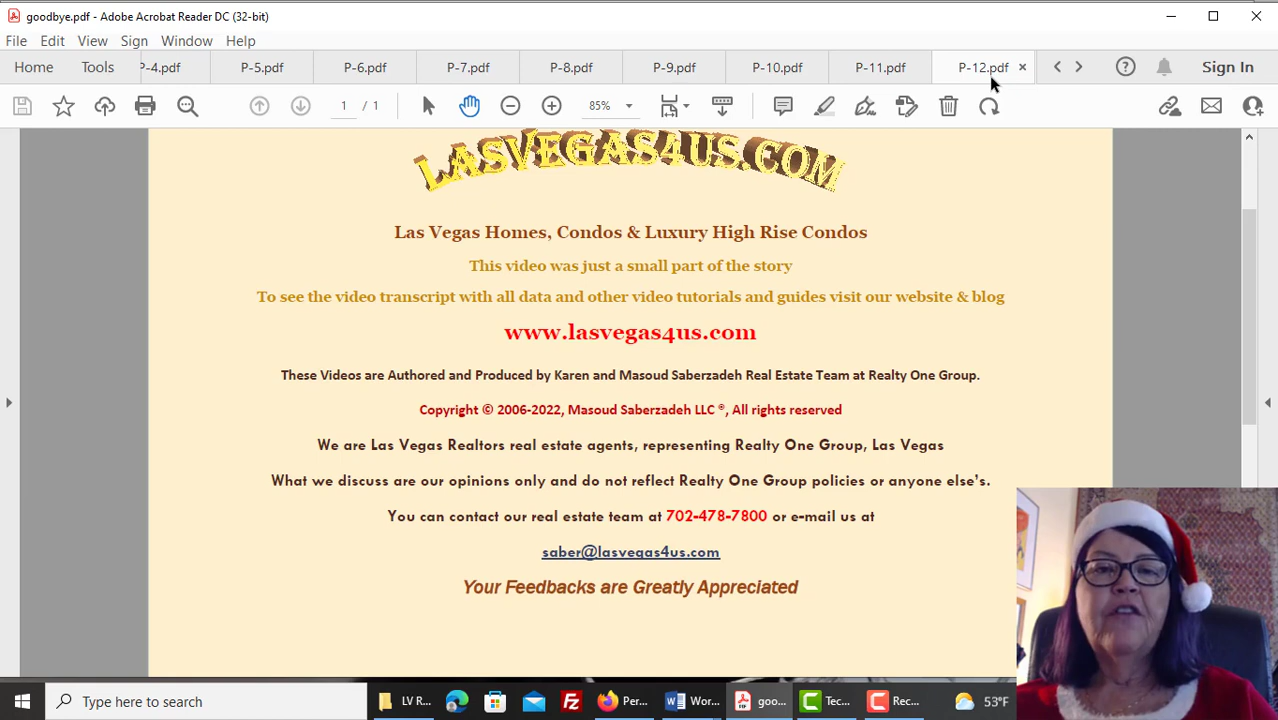 goodbye.pdf - Adobe Acrobat Reader DC (32-bit)
File Edit View Sign Window Help
Home Tools P-4.pdf P-5.pdf P-6.pdf P-7.pdf P-8.pdf P-9.pdf P-10.pdf P-11.pdf P-12.pdf × Sign In
1 / 1 85%
LASVEGAS4US.COM
Las Vegas Homes, Condos & Luxury High Rise Condos
This video was just a small part of the story
To see the video transcript with all data and other video tutorials and guides visit our website & blog
www.lasvegas4us.com
These Videos are Authored and Produced by Karen and Masoud Saberzadeh Real Estate Team at Realty One Group.
Copyright © 2006-2022, Masoud Saberzadeh LLC ®, All rights reserved
We are Las Vegas Realtors real estate agents, representing Realty One Group, Las Vegas
What we discuss are our opinions only and do not reflect Realty One Group policies or anyone else's.
You can contact our real estate team at 702-478-7800 or e-mail us at
saber@lasvegas4us.com
Your Feedbacks are Greatly Appreciated
Type here to search LV R... Per... Wor... goo... Tec... Rec... 53°F